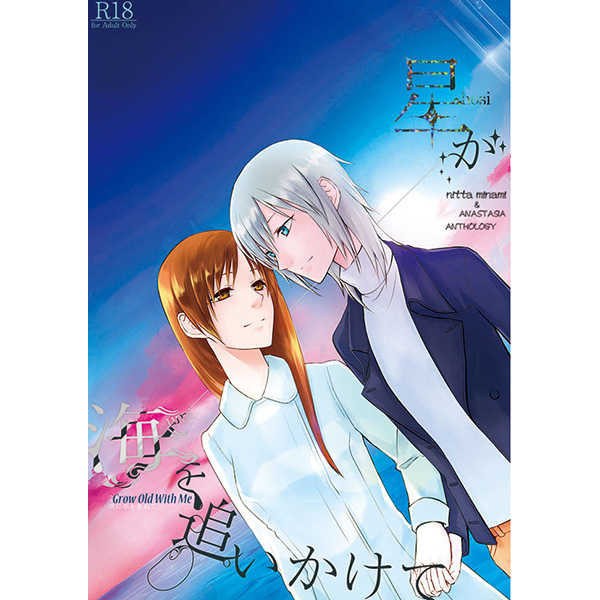 R18
for Adult Only
星が
hosi
nitta minami
&
ANASTASIA
ANTHOLOGY
海を
Grow Old With Me
追いかけて